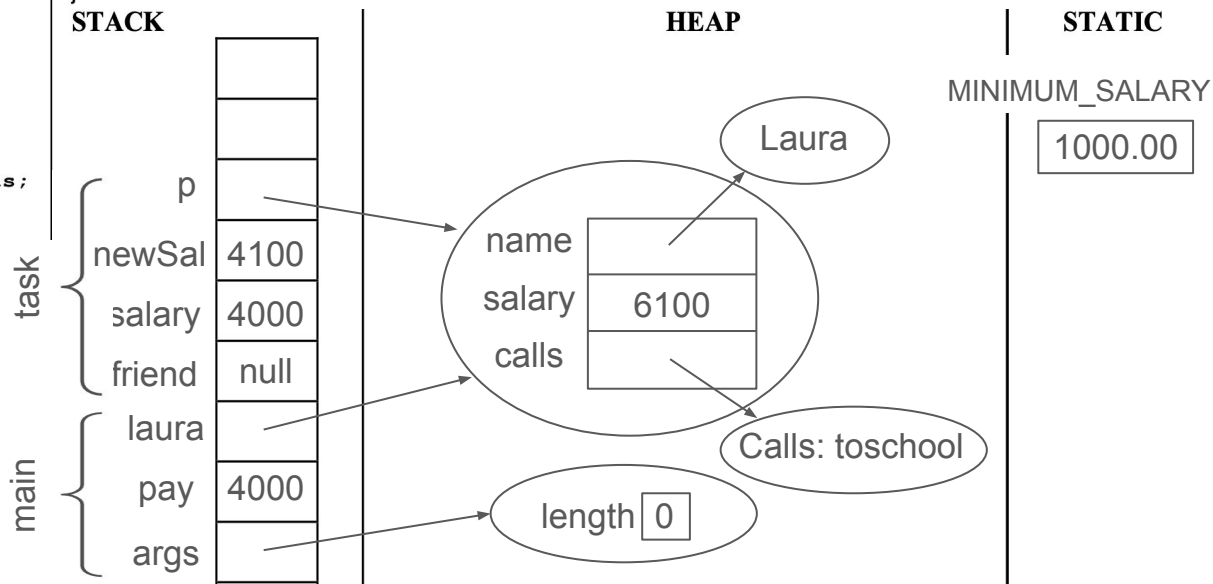 }
STACK
HEAP
STATIC
MINIMUM_SALARY
1000.00
Laura
s;
p
name
newSal 4100
task
salary 4000
salary 6100
calls
friend null
laura
Calls: toschool
main
pay 4000
length 0
args